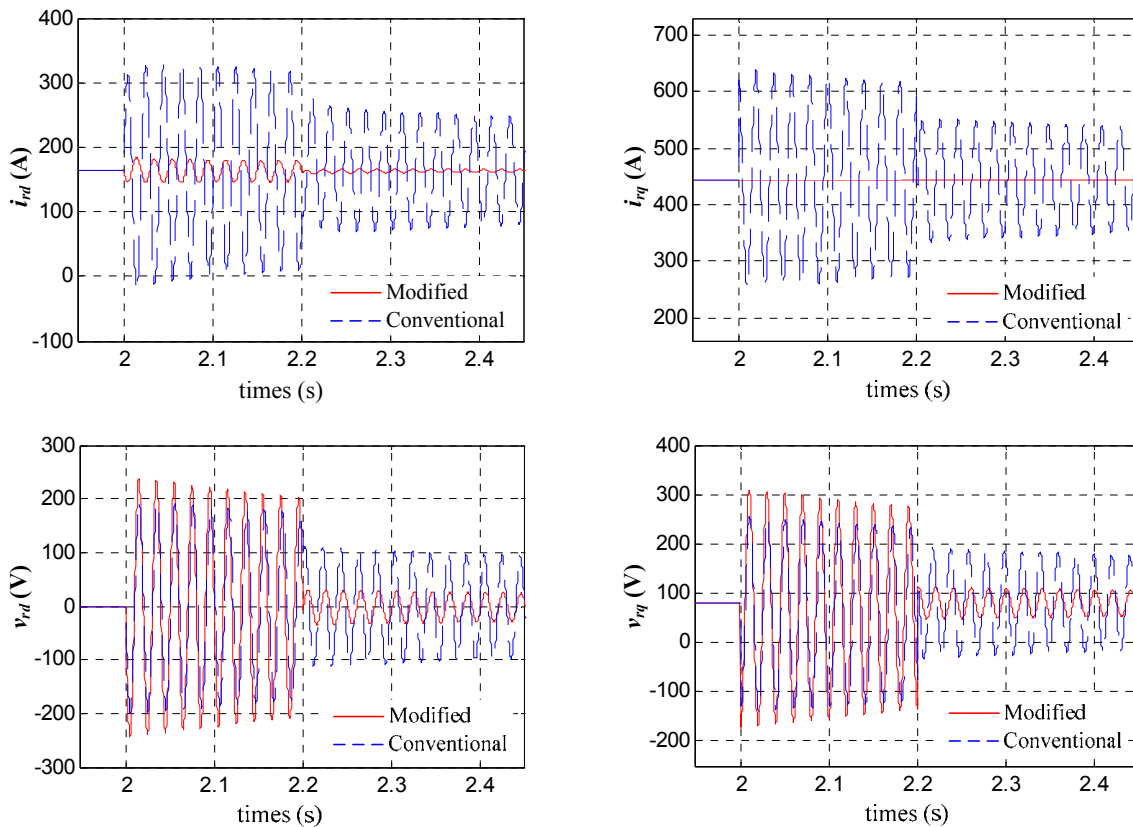 400
300
200
100
0
-100
i_rd (A)
Modified
Conventional
2 2.1 2.2 2.3 2.4
times (s)
700
600
500
400
300
200
i_rq (A)
Modified
Conventional
2 2.1 2.2 2.3 2.4
times (s)
300
200
100
0
-100
-200
-300
v_rd (V)
Modified
Conventional
2 2.1 2.2 2.3 2.4
times (s)
400
300
200
100
0
-100
-200
v_rq (V)
Modified
Conventional
2 2.1 2.2 2.3 2.4
times (s)